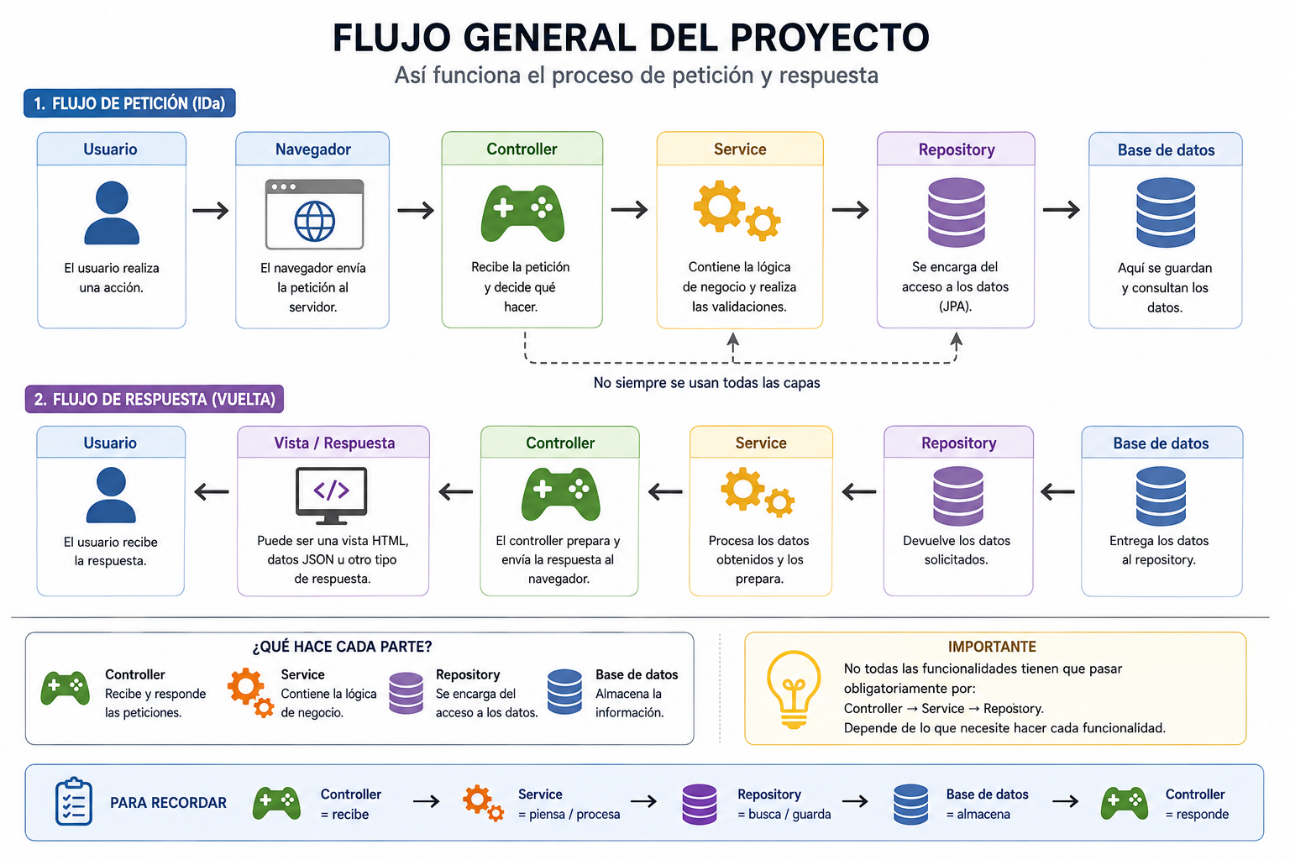 FLUJO GENERAL DEL PROYECTO
Así funciona el proceso de petición y respuesta
1. FLUJO DE PETICIÓN (IDa)
Usuario
El usuario realiza
una acción.
Navegador
El navegador envía
la petición al
servidor.
Controller
Recibe la petición
y decide qué
hacer.
Service
Contiene la lógica
de negocio y realiza
las validaciones.
Repository
Se encarga del
acceso a los datos
(JPA).
Base de datos
Aquí se guardan
y consultan los
datos.
No siempre se usan todas las capas
2. FLUJO DE RESPUESTA (VUELTA)
Usuario
El usuario recibe
la respuesta.
Vista / Respuesta
</>
Puede ser una vista HTML,
datos JSON u otro tipo
de respuesta.
Controller
El controller prepara y
envía la respuesta al
navegador.
Service
Procesa los datos
obtenidos y los
prepara.
Repository
Devuelve los datos
solicitados.
Base de datos
Entrega los datos
al repository.
¿QUÉ HACE CADA PARTE?
Controller
Recibe y responde
las peticiones.
Service
Contiene la lógica
de negocio.
Repository
Se encarga del
acceso a los datos.
Base de datos
Almacena la
información.
IMPORTANTE
No todas las funcionalidades tienen que pasar
obligatoriamente por:
Controller → Service → Repository.
Depende de lo que necesite hacer cada funcionalidad.
PARA RECORDAR
Controller
= recibe
Service
= piensa / procesa
Repository
= busca / guarda
Base de datos
= almacena
Controller
= responde